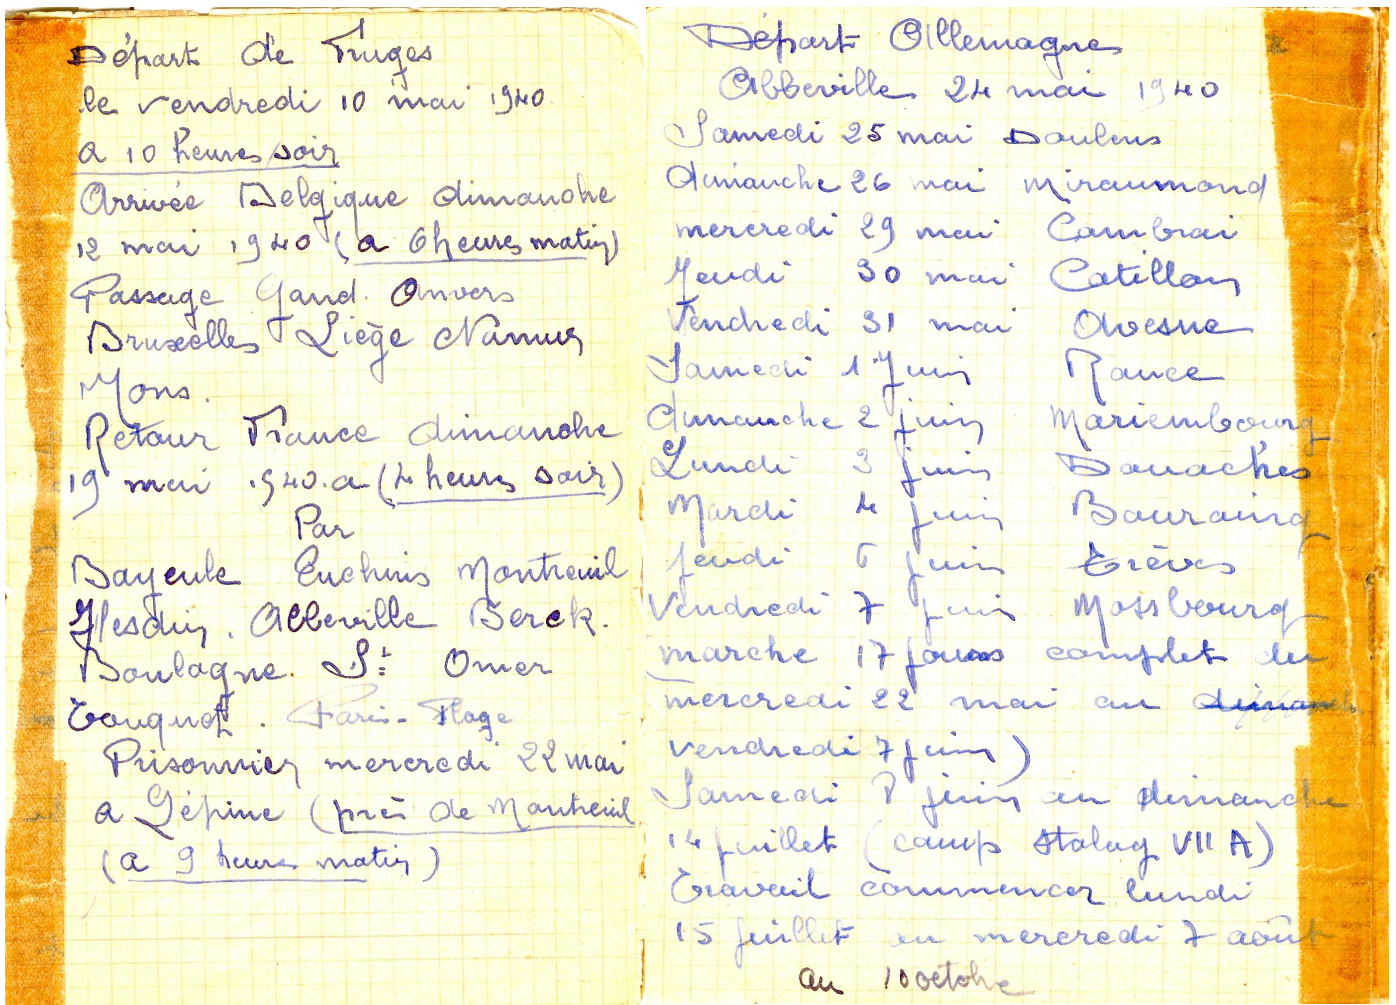 Départ de Fruges
le vendredi 10 mai 1940
a 10 heures soir
Arrivée Belgique dimanche
12 mai 1940 (a 6 heures matin)
Passage Gand. Anvers
Bruxelles Liège Namur
Mons.
Retour France dimanche
19 mai 1940. a (4 heures soir)
Par
Bayeule Enchins Montreuil
Hesdin. Abbeville Berck.
Boulogne. St: Omer
Touquet. Paris-Plage
Prisonnier mercredi 22 mai
a Lépine (près de Montreuil
(a 9 heures matin)
Départ Allemagne
Abbeville 24 mai 1940
Samedi 25 mai Doulens
dimanche 26 mai Miraumond
mercredi 29 mai Cambrai
Jeudi 30 mai Catillon
Vendredi 31 mai Avesne
Samedi 1 Juin Rance
dimanche 2 juin Mariembourg
Lundi 3 juin Douaches
Mardi 4 juin
jeudi 6 juin Trèves
Vendredi 7 juin Mossbourg
marche 17 jours complet du
mercredi 22 mai au dimanch
vendredi 7 juin)
Samedi 8 juin au dimanche
14 juillet (camp Stalag VII A)
Travail commencer lundi
15 juillet au mercredi 7 août
au 10 octobre